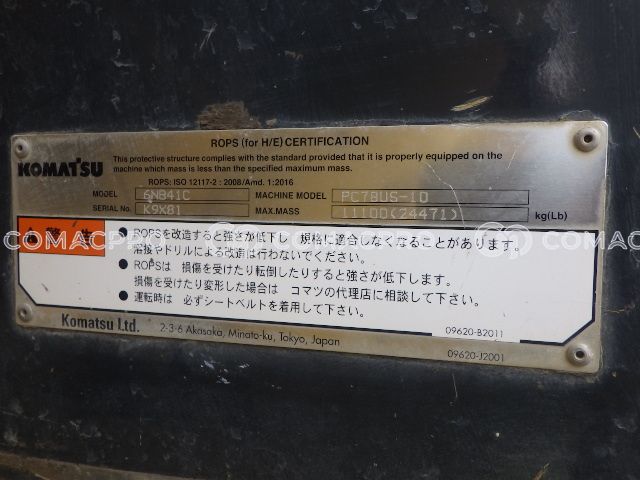 ROPS (for H/E) CERTIFICATION
KOMATSU
This protective structure complies with the standard provided that it is properly equipped on the
machine which mass is less than the specified maximum mass.
ROPS: ISO 12117-2 : 2008/Amd. 1:2016
MODEL 6NB41C MACHINE MODEL PC78US-10
SERIAL No. K9X81 MAX.MASS 11100(24471) kg(Lb)
警告
● ROPSを改造すると強さが低下し 規格に適合しなくなることがあります。
溶接やドリルによる改造は行わないでください。
● ROPSは 損傷を受けたり転倒したりすると強さが低下します。
損傷を受けたり変形した場合は コマツの代理店に相談して下さい。
● 運転時は 必ずシートベルトを着用して下さい。
09620-B2011
Komatsu Ltd. 2-3-6 Akasaka, Minato-ku, Tokyo, Japan
09620-J2001